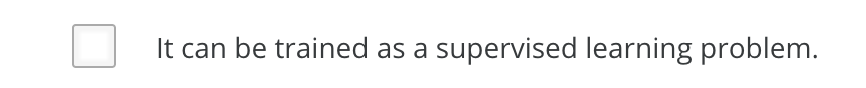 It can be trained as a supervised learning problem.